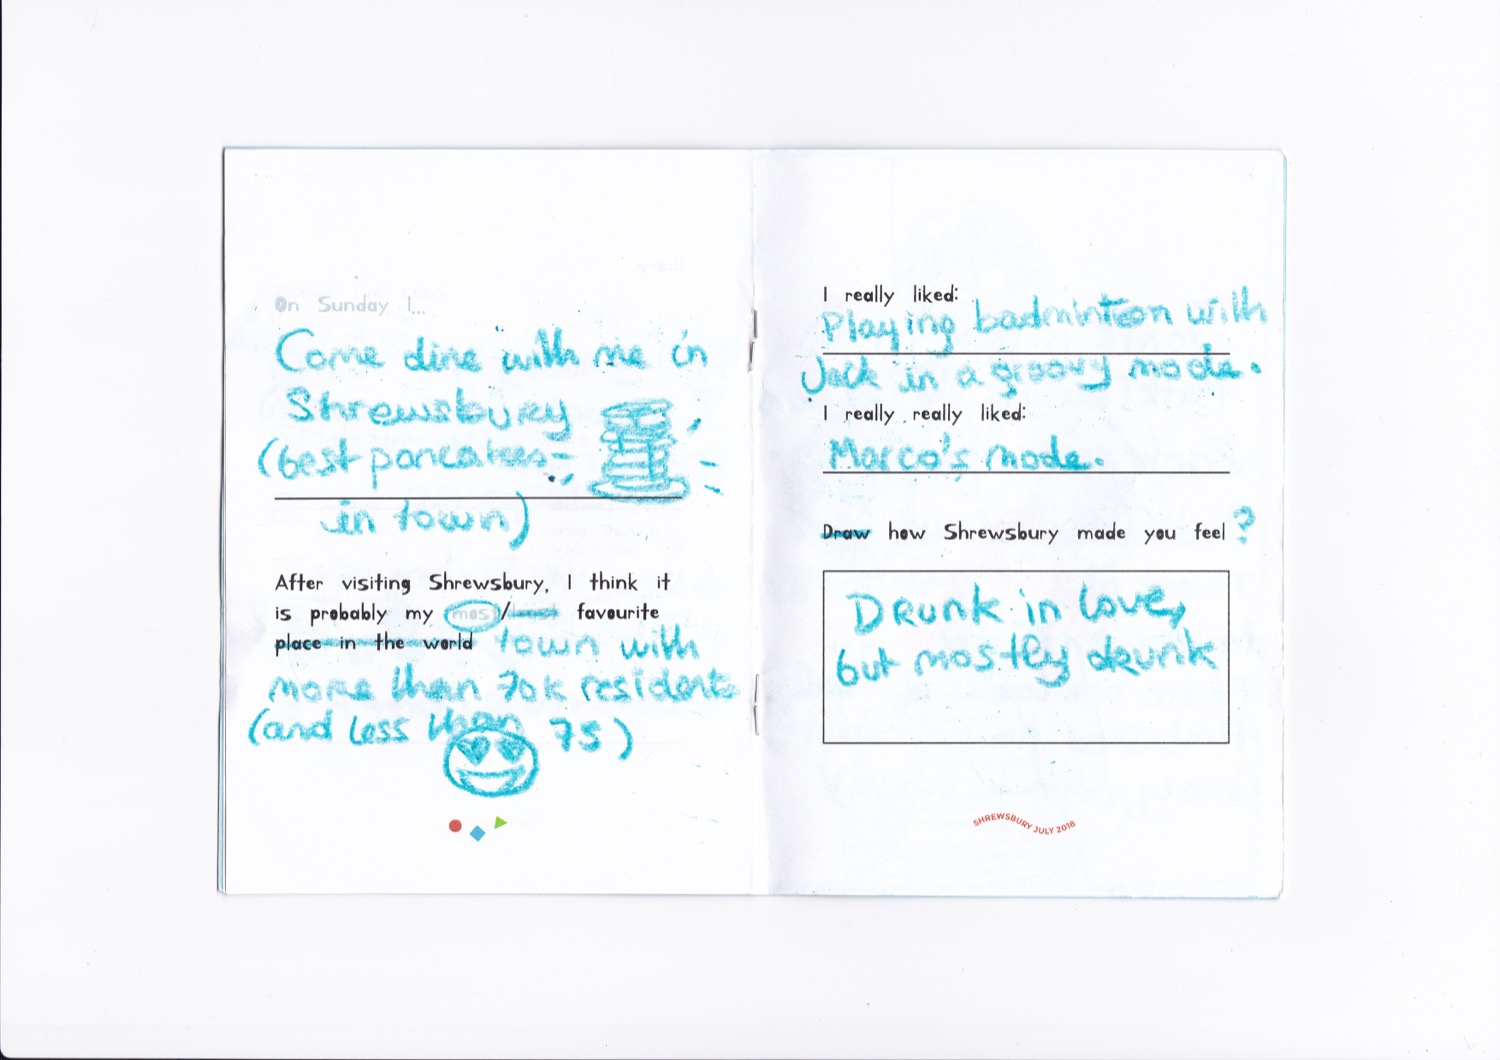 On Sunday I...
Come dine with me in
Shrewsbury
(best pancakes
in town)
After visiting Shrewsbury, I think it
is probably my most/least favourite
place in the world town with
more than 70k residents
(and less than 75)
I really liked:
Playing badminton with
Jack in a groovy mode.
I really really liked:
Marco's mode.
Draw how Shrewsbury made you feel?
Drunk in love,
but mostly drunk
SHREWSBURY JULY 2016